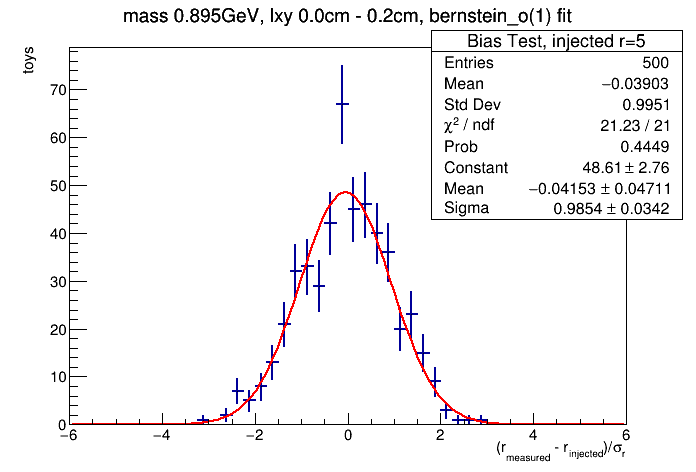 mass 0.895GeV, lxy 0.0cm - 0.2cm, bernstein_o(1) fit
Bias Test, injected r=5
Entries 500
Mean −0.03903
Std Dev 0.9951
χ² / ndf 21.23 / 21
Prob 0.4449
Constant 48.61 ± 2.76
Mean −0.04153 ± 0.04711
Sigma 0.9854 ± 0.0342
toys
70
60
50
40
30
20
10
0
−6 −4 −2 0 2 4 6
(r_measured - r_injected)/σ_r